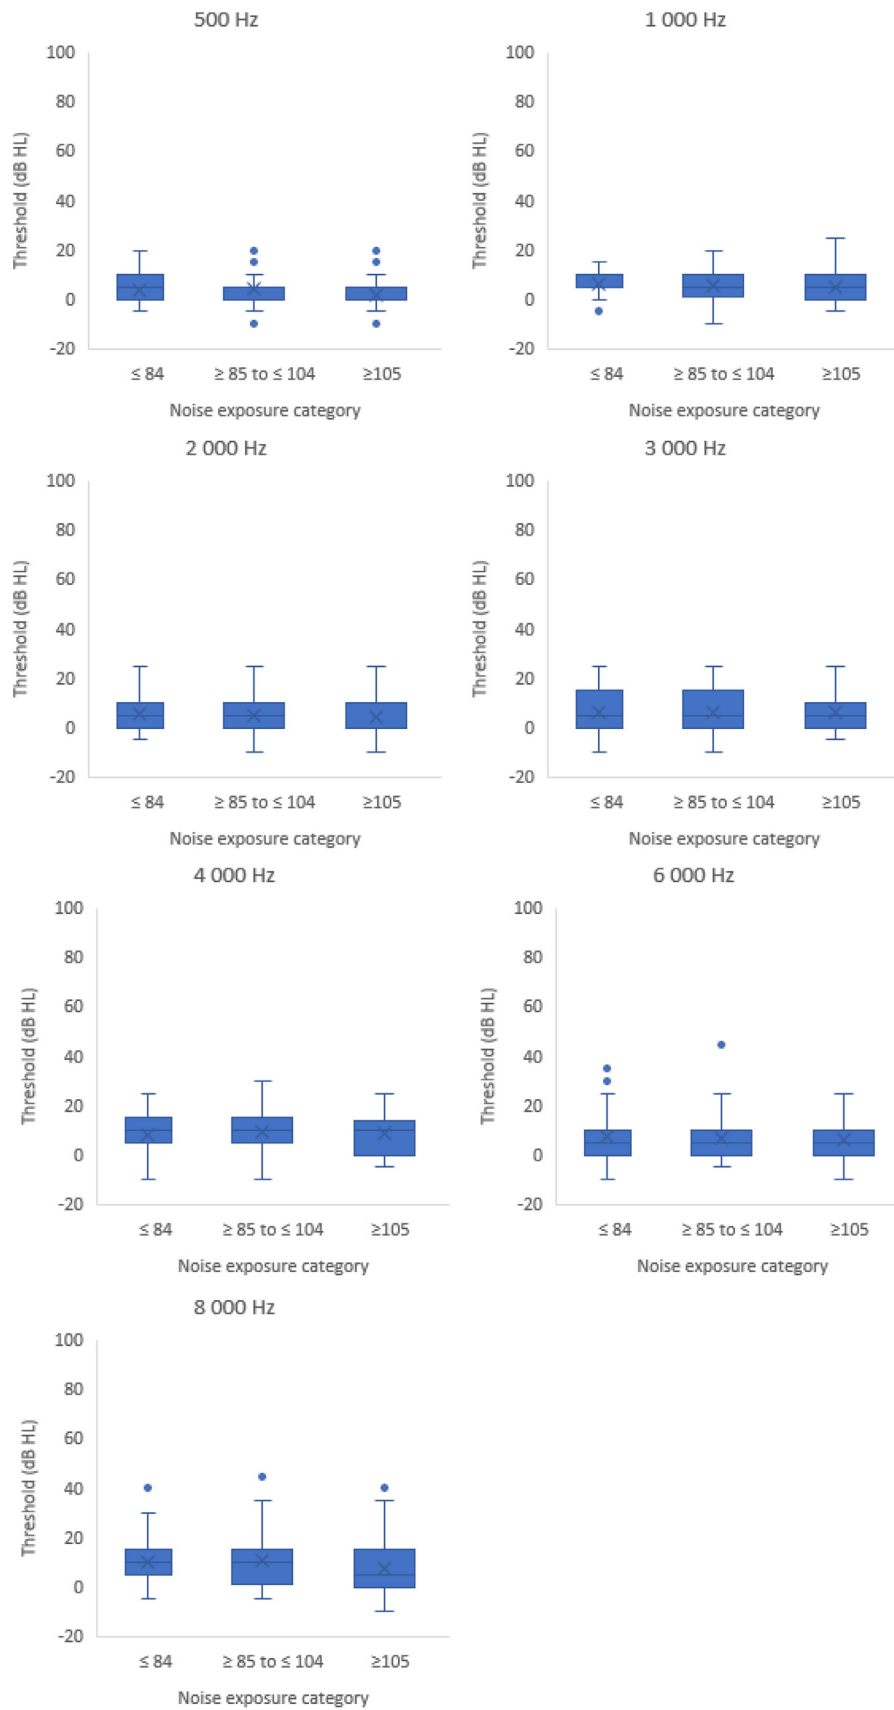 500 Hz
100
80
60
40
20
0
-20
Threshold (dB HL)
≤ 84
≥ 85 to ≤ 104
≥105
Noise exposure category
1 000 Hz
100
80
60
40
20
0
-20
Threshold (dB HL)
≤ 84
≥ 85 to ≤ 104
≥105
Noise exposure category
2 000 Hz
100
80
60
40
20
0
-20
Threshold (dB HL)
≤ 84
≥ 85 to ≤ 104
≥105
Noise exposure category
3 000 Hz
100
80
60
40
20
0
-20
Threshold (dB HL)
≤ 84
≥ 85 to ≤ 104
≥105
Noise exposure category
4 000 Hz
100
80
60
40
20
0
-20
Threshold (dB HL)
≤ 84
≥ 85 to ≤ 104
≥105
Noise exposure category
6 000 Hz
100
80
60
40
20
0
-20
Threshold (dB HL)
≤ 84
≥ 85 to ≤ 104
≥105
Noise exposure category
8 000 Hz
100
80
60
40
20
0
-20
Threshold (dB HL)
≤ 84
≥ 85 to ≤ 104
≥105
Noise exposure category